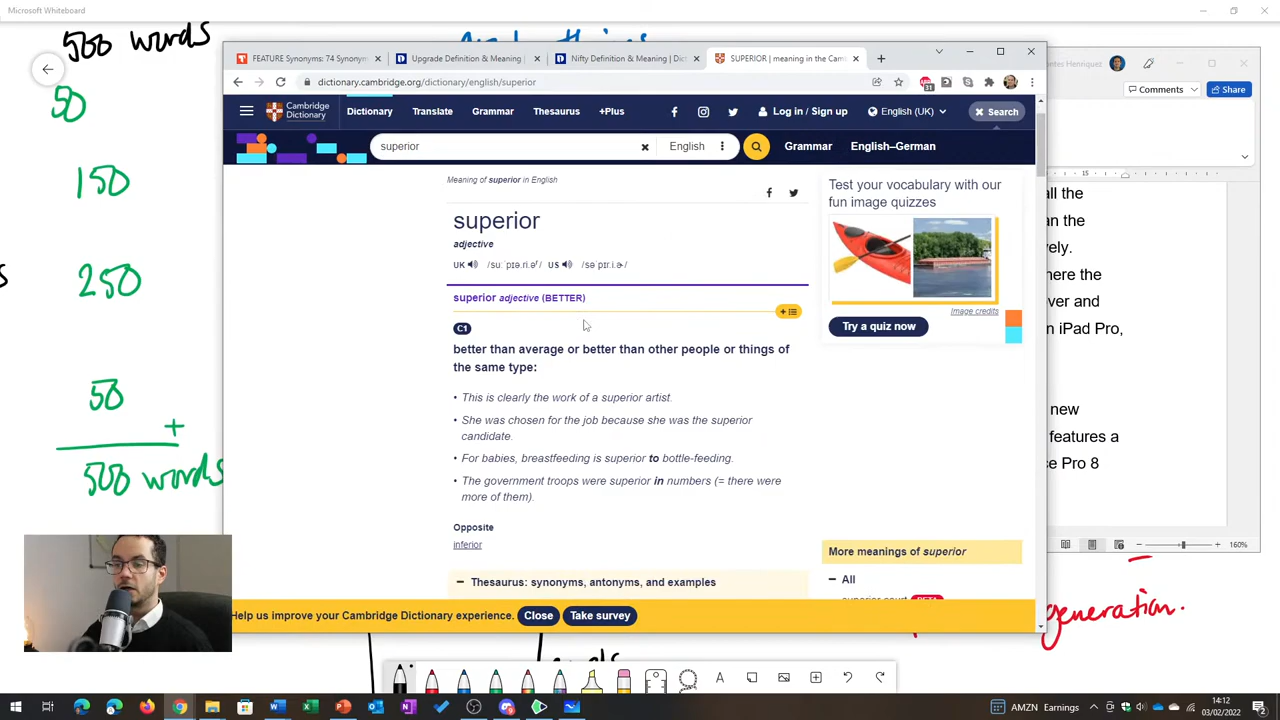 Microsoft Whiteboard
500 words
50
150
250
50
+
500 words
FEATURE Synonyms: 74 Synonym
Upgrade Definition & Meaning |
Nifty Definition & Meaning | Dict
SUPERIOR | meaning in the Cam
dictionary.cambridge.org/dictionary/english/superior
31
Cambridge
Dictionary
Dictionary
Translate
Grammar
Thesaurus
+Plus
Log in / Sign up
English (UK)
Search
superior
English
Grammar
English–German
Meaning of superior in English
superior
adjective
UK /suːˈpɪə.ri.əʳ/ US /səˈpɪr.i.ɚ/
superior adjective (BETTER)
C1
better than average or better than other people or things of
the same type:
• This is clearly the work of a superior artist.
• She was chosen for the job because she was the superior
candidate.
• For babies, breastfeeding is superior to bottle-feeding.
• The government troops were superior in numbers (= there were
more of them).
Opposite
inferior
Thesaurus: synonyms, antonyms, and examples
Test your vocabulary with our
fun image quizzes
Image credits
Try a quiz now
More meanings of superior
All
superior court
Help us improve your Cambridge Dictionary experience.
Close
Take survey
ntes Henriquez
Comments
Share
15
all the
an the
ely.
here the
ver and
n iPad Pro,
new
features a
e Pro 8
160%
generation.
AMZN Earnings
14:12
03/02/2022